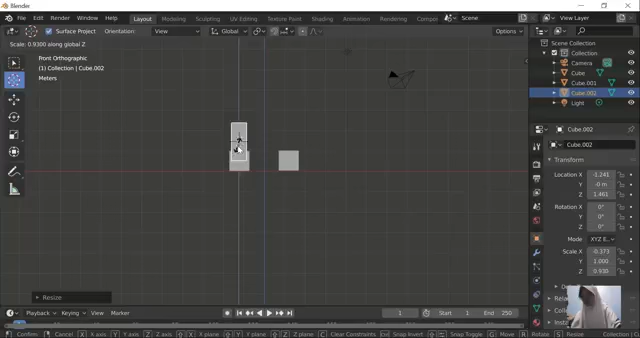 Blender
File Edit Render Window Help Layout Modeling Sculpting UV Editing Texture Paint Shading Animation Rendering Compos Scene View Layer
Surface Project Orientation: View Global Options
Scale: 0.9300 along global Z
Front Orthographic
(1) Collection | Cube.002
Meters
Scene Collection
Collection
Camera
Cube
Cube.001
Cube.002
Light
Cube.002
Cube.002
Transform
Location X -1.241
Y -0 m
Z 1.461
Rotation X 0°
Y 0°
Z 0°
Mode XYZ E...
Scale X -0.373
Y 1.000
Z 0.930
Resize
Playback Keying View Marker 1 Start 1 End 250
Confirm Cancel X axis Y axis Z axis X plane Y plane Z plane Clear Constraints Snap Invert Snap Toggle Move Rotate Resize